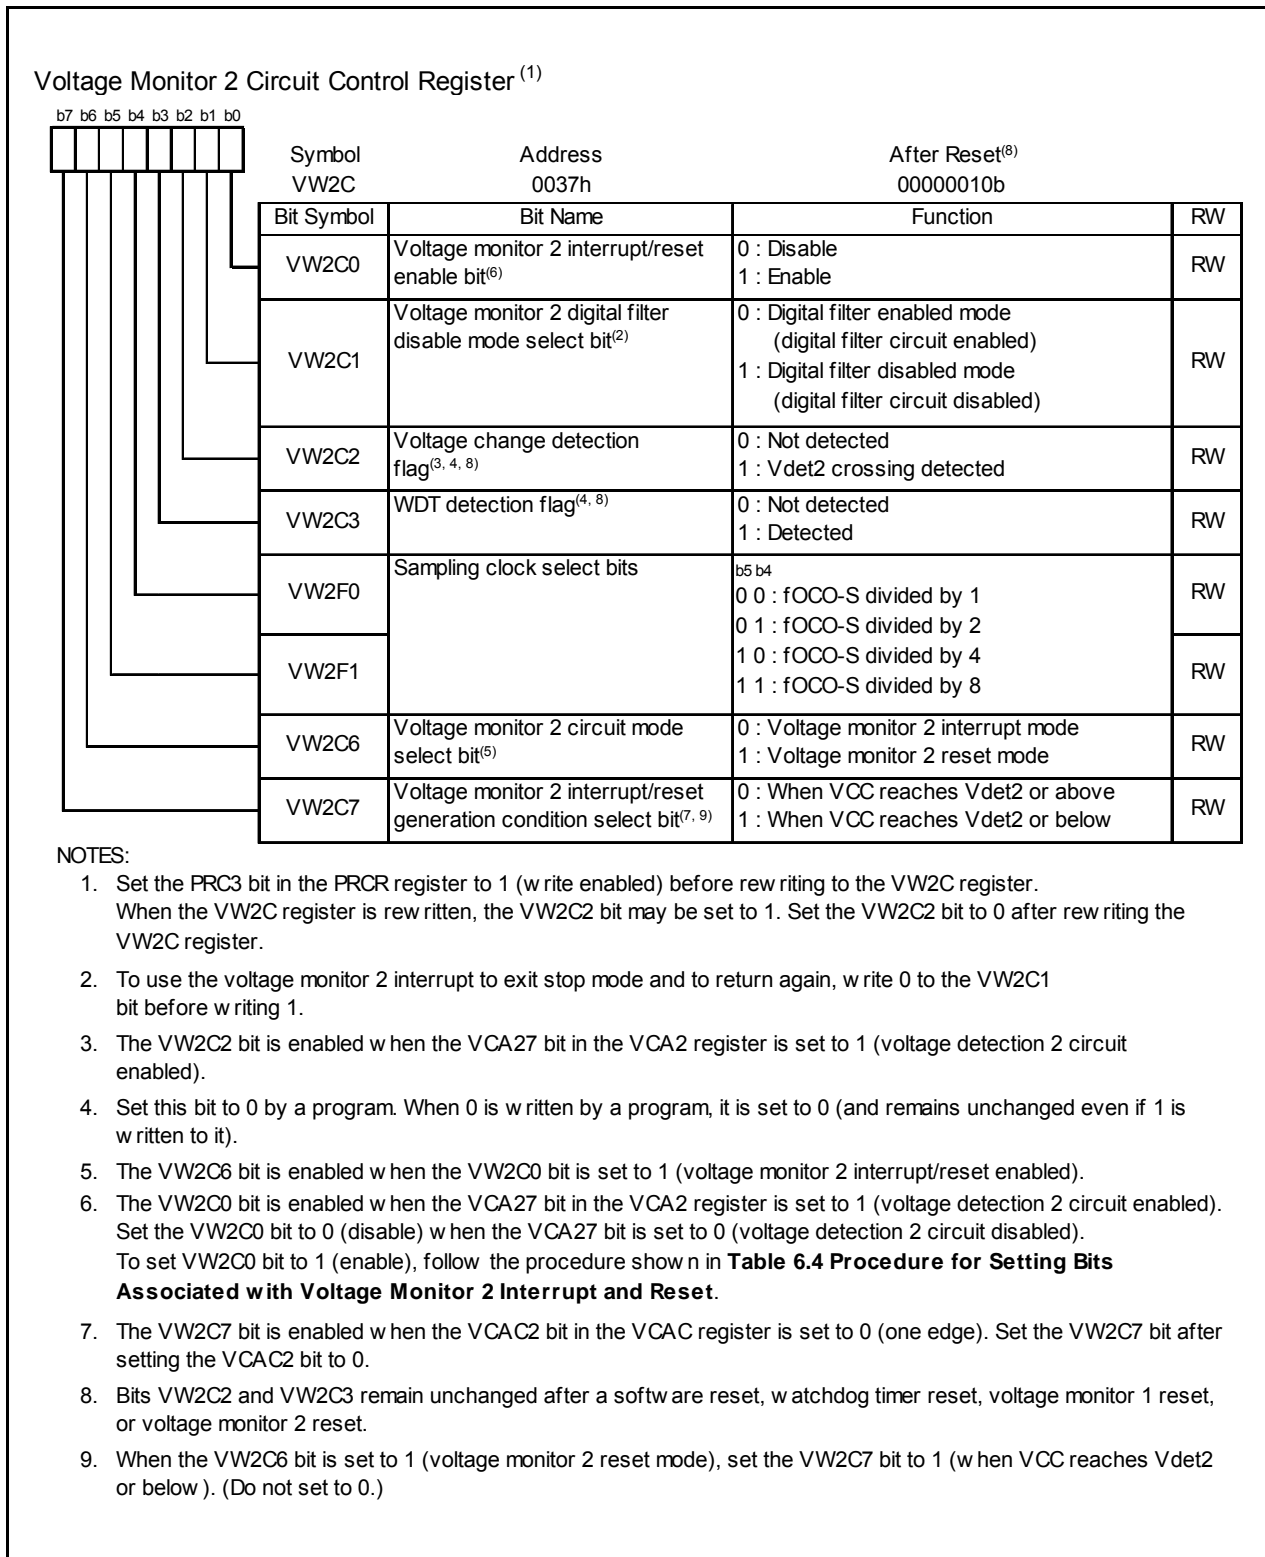 Voltage Monitor 2 Circuit Control Register (1)
b7 b6 b5 b4 b3 b2 b1 b0
Symbol Address After Reset(8)
VW2C 0037h 00000010b
Bit Symbol Bit Name Function RW
VW2C0 Voltage monitor 2 interrupt/reset enable bit(6) 0 : Disable RW
1 : Enable
VW2C1 Voltage monitor 2 digital filter disable mode select bit(2) 0 : Digital filter enabled mode RW
(digital filter circuit enabled)
1 : Digital filter disabled mode
(digital filter circuit disabled)
VW2C2 Voltage change detection flag(3, 4, 8) 0 : Not detected RW
1 : Vdet2 crossing detected
VW2C3 WDT detection flag(4, 8) 0 : Not detected RW
1 : Detected
VW2F0 Sampling clock select bits b5 b4 RW
0 0 : fOCO-S divided by 1
0 1 : fOCO-S divided by 2
VW2F1 1 0 : fOCO-S divided by 4 RW
1 1 : fOCO-S divided by 8
VW2C6 Voltage monitor 2 circuit mode select bit(5) 0 : Voltage monitor 2 interrupt mode RW
1 : Voltage monitor 2 reset mode
VW2C7 Voltage monitor 2 interrupt/reset generation condition select bit(7, 9) 0 : When VCC reaches Vdet2 or above RW
1 : When VCC reaches Vdet2 or below
NOTES:
1. Set the PRC3 bit in the PRCR register to 1 (write enabled) before rewriting to the VW2C register.
When the VW2C register is rewritten, the VW2C2 bit may be set to 1. Set the VW2C2 bit to 0 after rewriting the
VW2C register.
2. To use the voltage monitor 2 interrupt to exit stop mode and to return again, write 0 to the VW2C1
bit before writing 1.
3. The VW2C2 bit is enabled when the VCA27 bit in the VCA2 register is set to 1 (voltage detection 2 circuit
enabled).
4. Set this bit to 0 by a program. When 0 is written by a program, it is set to 0 (and remains unchanged even if 1 is
written to it).
5. The VW2C6 bit is enabled when the VW2C0 bit is set to 1 (voltage monitor 2 interrupt/reset enabled).
6. The VW2C0 bit is enabled when the VCA27 bit in the VCA2 register is set to 1 (voltage detection 2 circuit enabled).
Set the VW2C0 bit to 0 (disable) when the VCA27 bit is set to 0 (voltage detection 2 circuit disabled).
To set VW2C0 bit to 1 (enable), follow the procedure shown in Table 6.4 Procedure for Setting Bits
Associated with Voltage Monitor 2 Interrupt and Reset.
7. The VW2C7 bit is enabled when the VCAC2 bit in the VCAC register is set to 0 (one edge). Set the VW2C7 bit after
setting the VCAC2 bit to 0.
8. Bits VW2C2 and VW2C3 remain unchanged after a software reset, watchdog timer reset, voltage monitor 1 reset,
or voltage monitor 2 reset.
9. When the VW2C6 bit is set to 1 (voltage monitor 2 reset mode), set the VW2C7 bit to 1 (when VCC reaches Vdet2
or below). (Do not set to 0.)